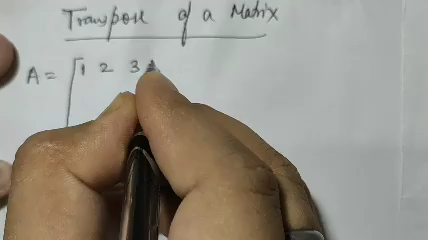 Transpose of a Matrix
A = [ 1 2 3